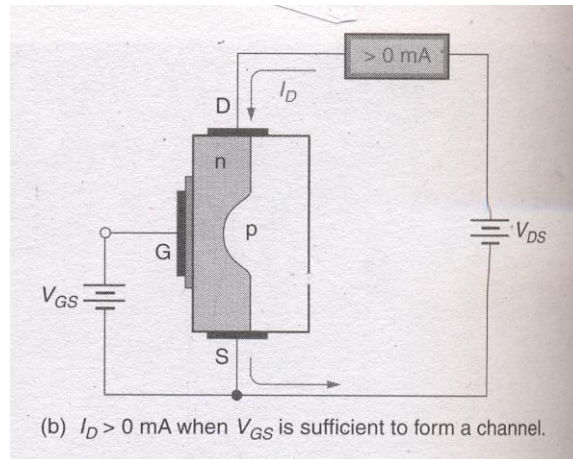 > 0 mA
I_D
D
n
p
G
V_DS
V_GS
S
(b) I_D > 0 mA when V_GS is sufficient to form a channel.